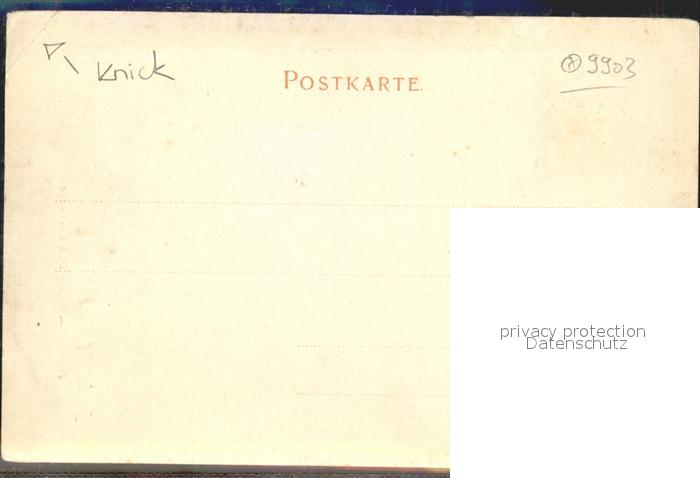 Knick
POSTKARTE.
9903
privacy protection
Datenschutz